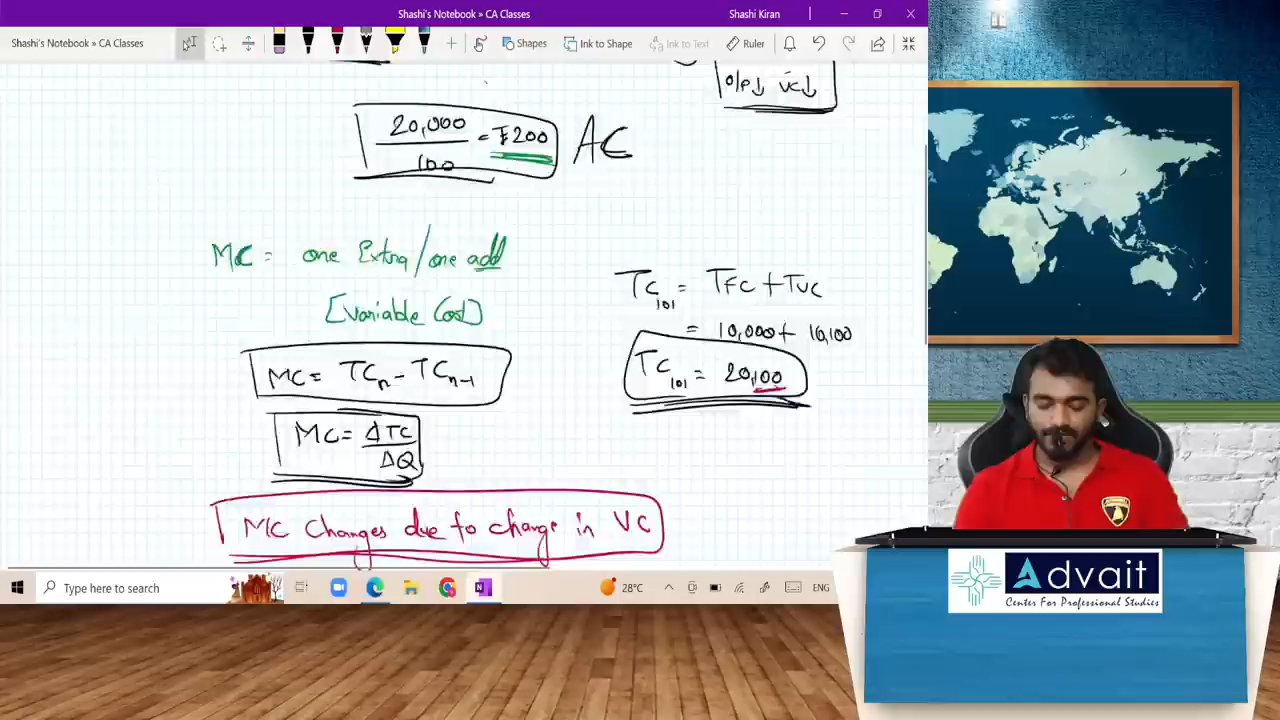 Shashi's Notebook » CA Classes
Shashi Kiran
Shashi's Notebook » CA Classes
Shapes
Ink to Shape
Ink to Text
Ruler
O/P↓ VC↓
20,000
100
= ₹200
AC
MC = one Extra/one add
[Variable Cost]
MC = TCn - TCn-1
MC = ΔTC
ΔQ
TC101 = TFC + TVC
= 10,000 + 10,100
TC101 = 20,100
MC Changes due to change in VC
Type here to search
28°C
ENG
Advait
Center For Professional Studies